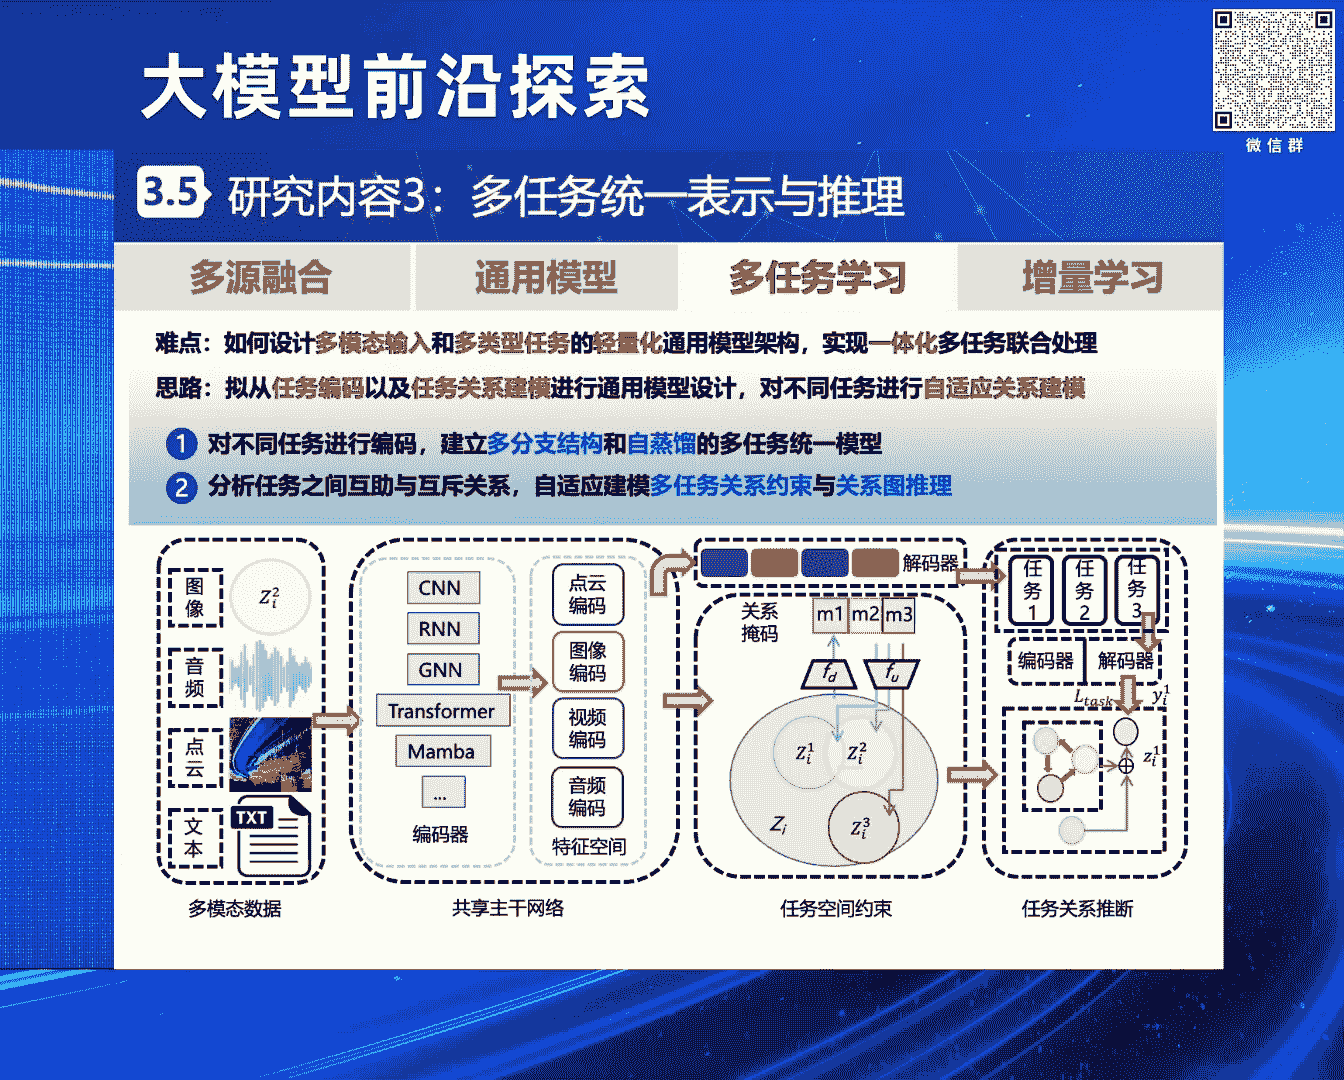 大模型前沿探索
微信群
3.5 研究内容3：多任务统一表示与推理
多源融合 通用模型 多任务学习 增量学习
难点：如何设计多模态输入和多类型任务的轻量化通用模型架构，实现一体化多任务联合处理
思路：拟从任务编码以及任务关系建模进行通用模型设计，对不同任务进行自适应关系建模
1 对不同任务进行编码，建立多分支结构和自蒸馏的多任务统一模型
2 分析任务之间互助与互斥关系，自适应建模多任务关系约束与关系图推理
图像
Z_i^2
音频
点云
文本
TXT
多模态数据
CNN
RNN
GNN
Transformer
Mamba
...
编码器
点云编码
图像编码
视频编码
音频编码
特征空间
共享主干网络
解码器
关系掩码
m1 m2 m3
f_d f_u
Z_i^1 Z_i^2
Z_i Z_i^3
任务空间约束
任务1 任务2 任务3
编码器 解码器
L_task y_i^1
z_i^1
任务关系推断